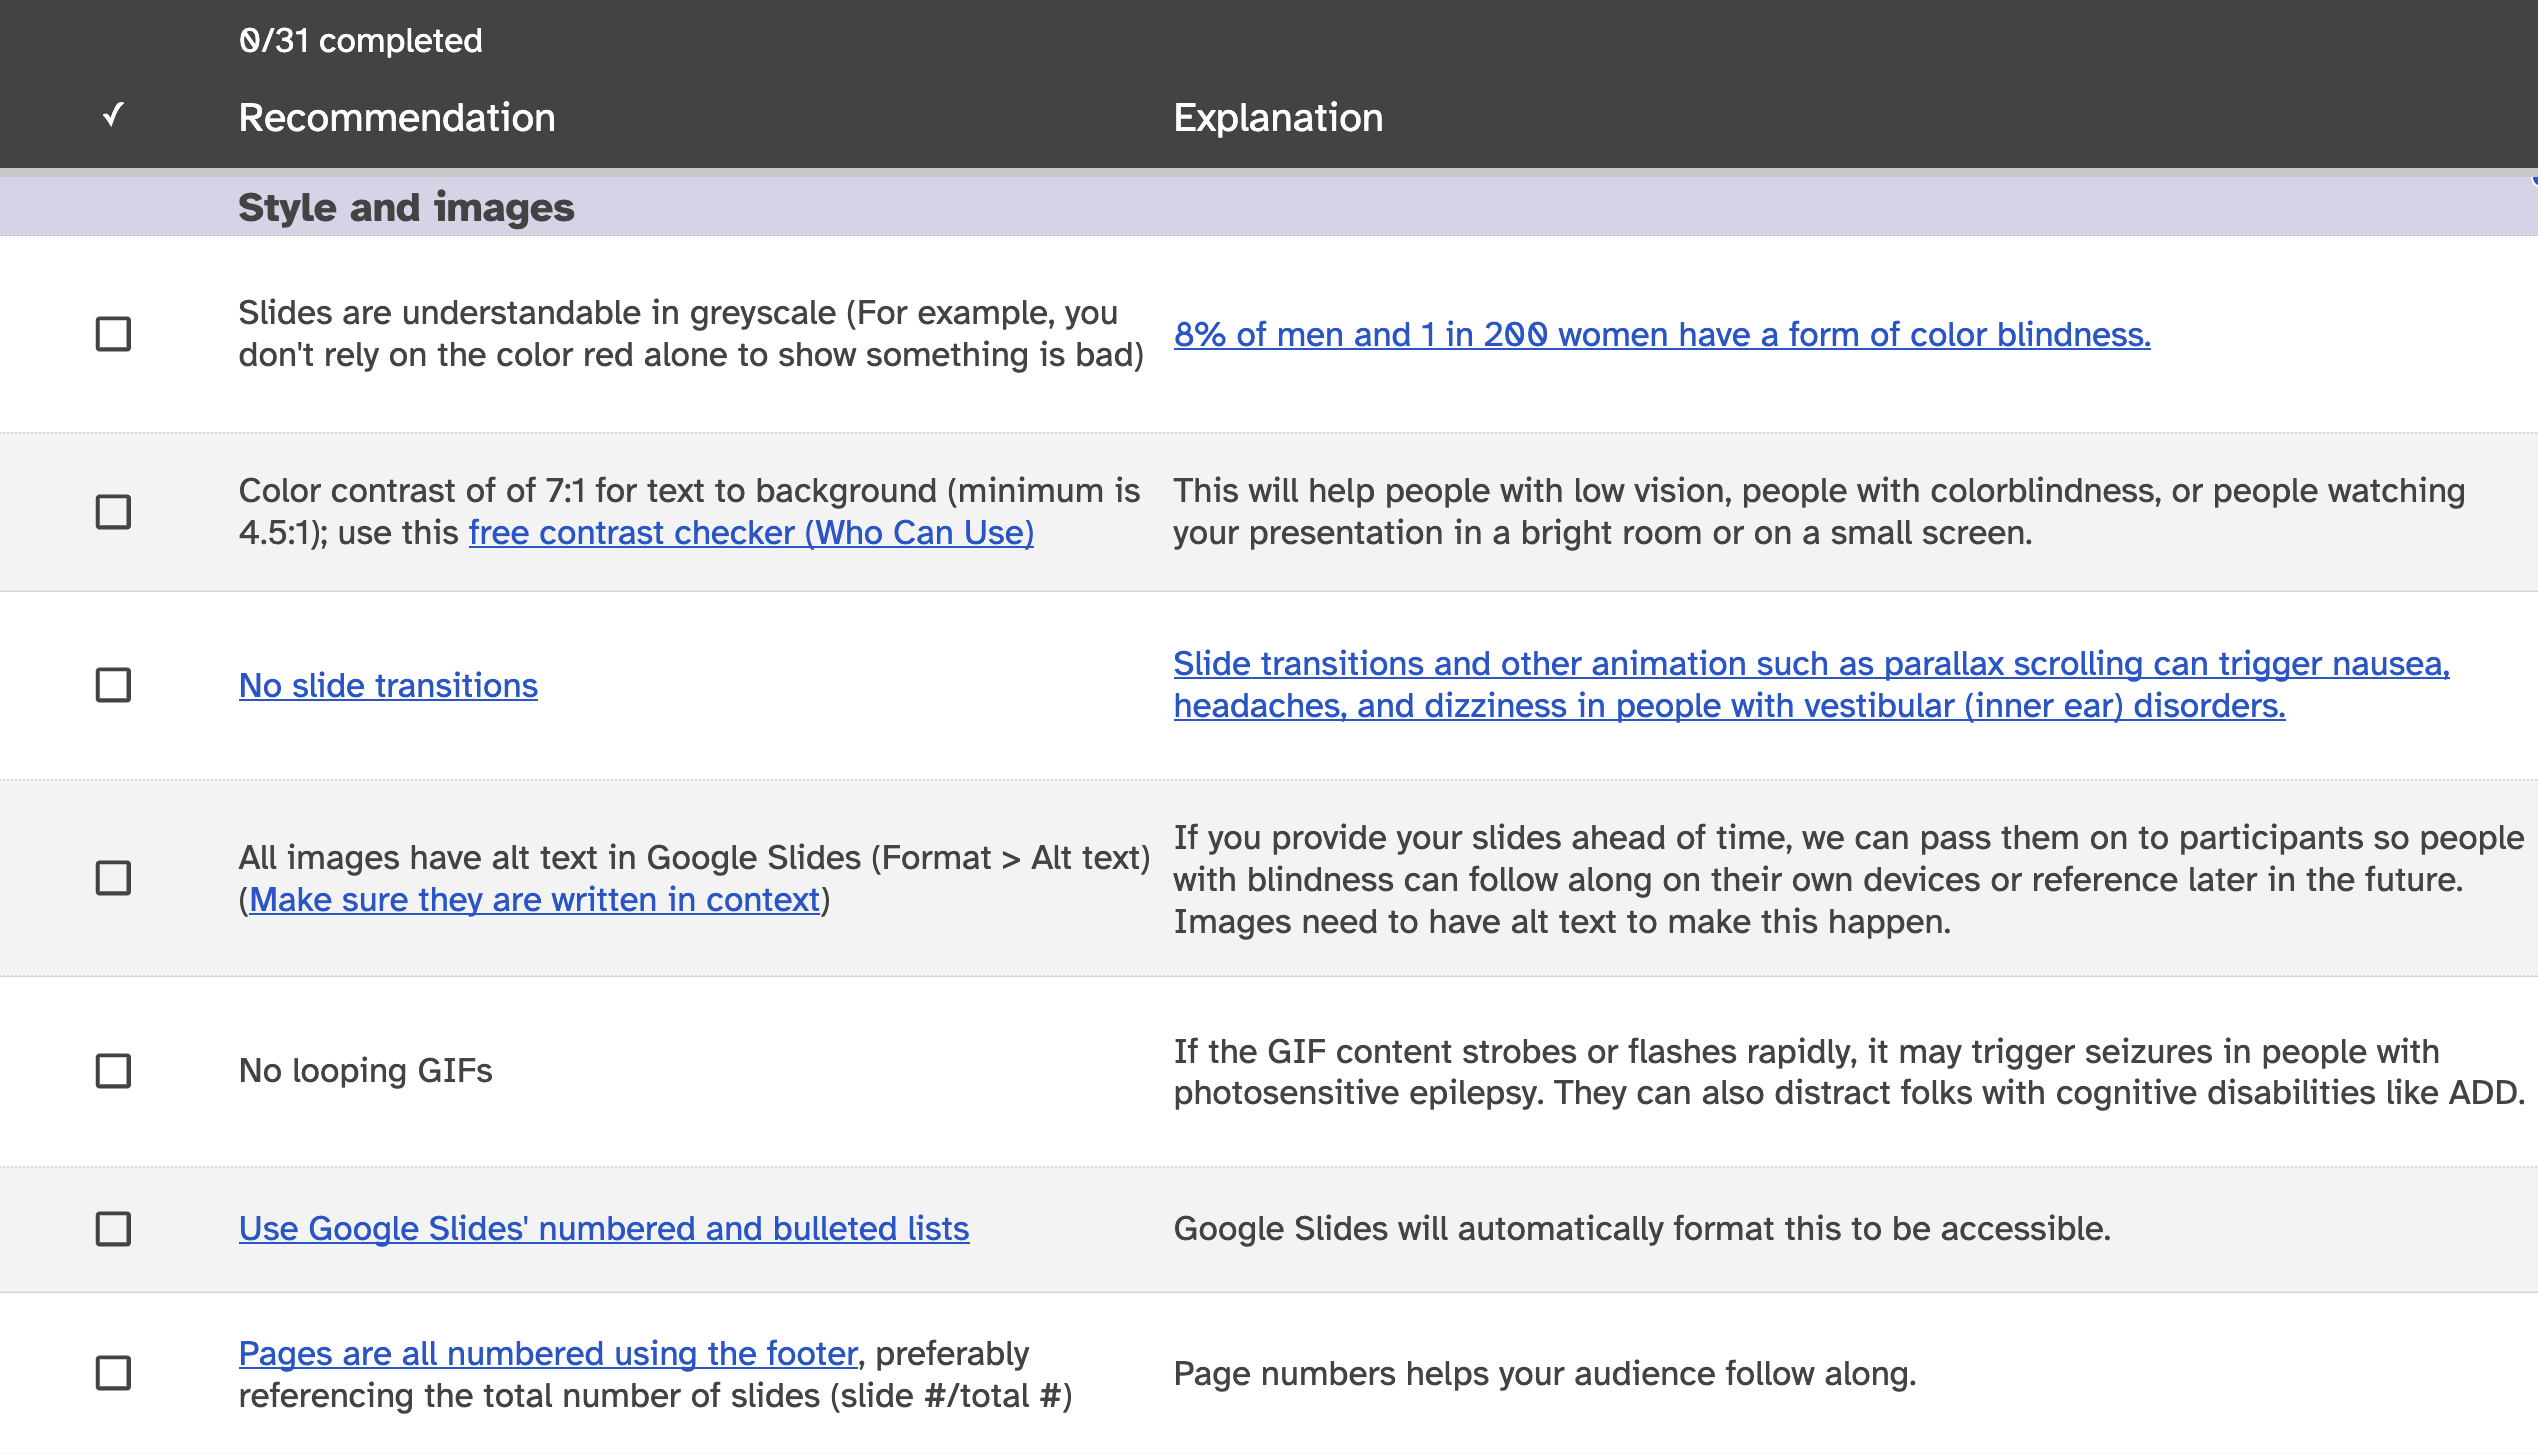 0/31 completed
✓ Recommendation Explanation
Style and images
Slides are understandable in greyscale (For example, you
don't rely on the color red alone to show something is bad)
8% of men and 1 in 200 women have a form of color blindness.
Color contrast of of 7:1 for text to background (minimum is
4.5:1); use this free contrast checker (Who Can Use)
This will help people with low vision, people with colorblindness, or people watching
your presentation in a bright room or on a small screen.
No slide transitions
Slide transitions and other animation such as parallax scrolling can trigger nausea,
headaches, and dizziness in people with vestibular (inner ear) disorders.
All images have alt text in Google Slides (Format > Alt text)
(Make sure they are written in context)
If you provide your slides ahead of time, we can pass them on to participants so people
with blindness can follow along on their own devices or reference later in the future.
Images need to have alt text to make this happen.
No looping GIFs
If the GIF content strobes or flashes rapidly, it may trigger seizures in people with
photosensitive epilepsy. They can also distract folks with cognitive disabilities like ADD.
Use Google Slides' numbered and bulleted lists
Google Slides will automatically format this to be accessible.
Pages are all numbered using the footer, preferably
referencing the total number of slides (slide #/total #)
Page numbers helps your audience follow along.